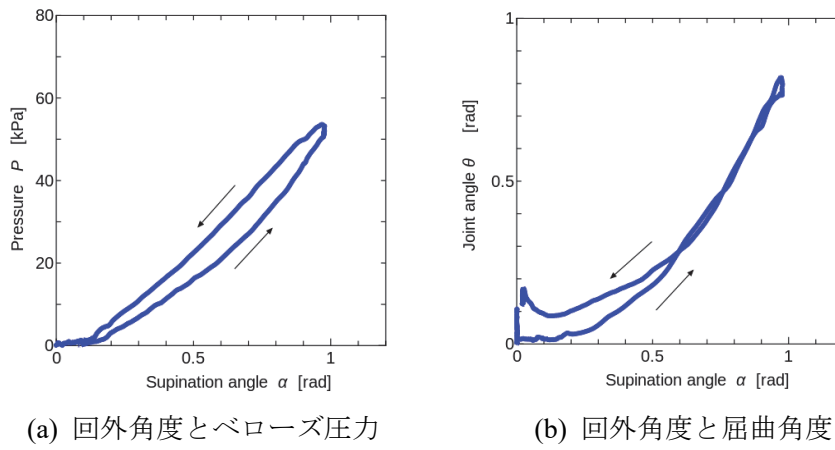 80
60
40
20
0
Pressure P [kPa]
0 0.5 1
Supination angle α [rad]
(a) 回外角度とベローズ圧力
1
0.5
0
Joint angle θ [rad]
0 0.5 1
Supination angle α [rad]
(b) 回外角度と屈曲角度